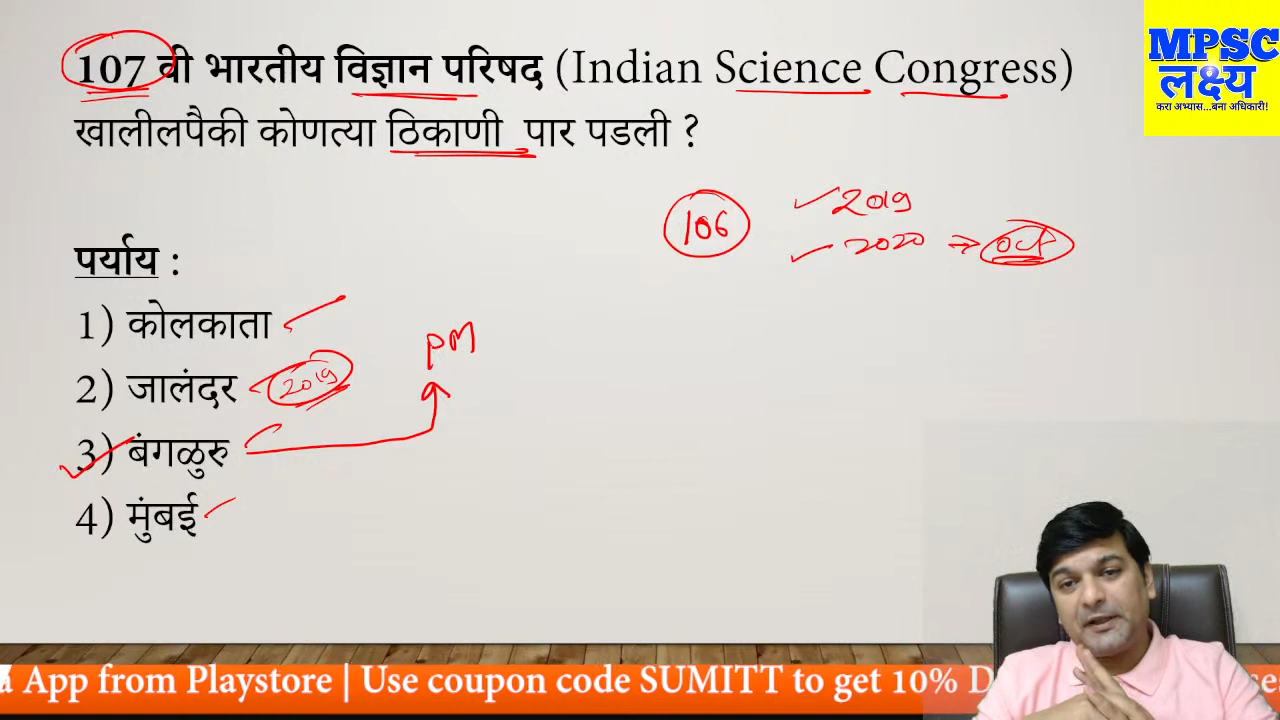 107 वी भारतीय विज्ञान परिषद (Indian Science Congress)
खालीलपैकी कोणत्या ठिकाणी पार पडली ?
MPSC
लक्ष्य
करा अभ्यास...बना अधिकारी!
106
2019
2020
पर्याय :
1) कोलकाता
PM
2) जालंदर 2019
3) बंगळुरु
4) मुंबई
App from Playstore | Use coupon code SUMITT to get 10% D